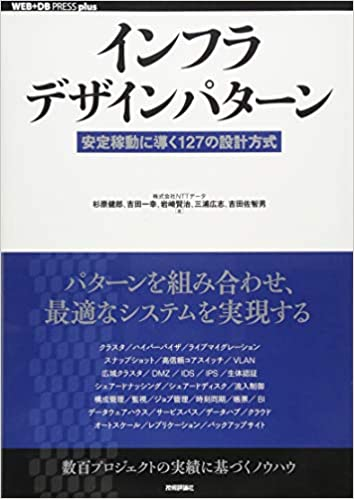 WEB+DB PRESS plus
インフラ
デザインパターン
安定稼動に導く127の設計方式
株式会社NTTデータ
杉原健郎、吉田一幸、岩崎賢治、三浦広志、吉田佐智男
著
パターンを組み合わせ、
最適なシステムを実現する
クラスタ／ハイパーバイザ／ライブマイグレーション
スナップショット／高信頼コアスイッチ／VLAN
広域クラスタ／DMZ／IDS／IPS／生体認証
シェアードナッシング／シェアードディスク／流入制御
構成管理／監視／ジョブ管理／時刻同期／帳票／BI
データウェアハウス／サービスバス／データハブ／クラウド
オートスケール／レプリケーション／バックアップサイト
数百プロジェクトの実績に基づくノウハウ
技術評論社